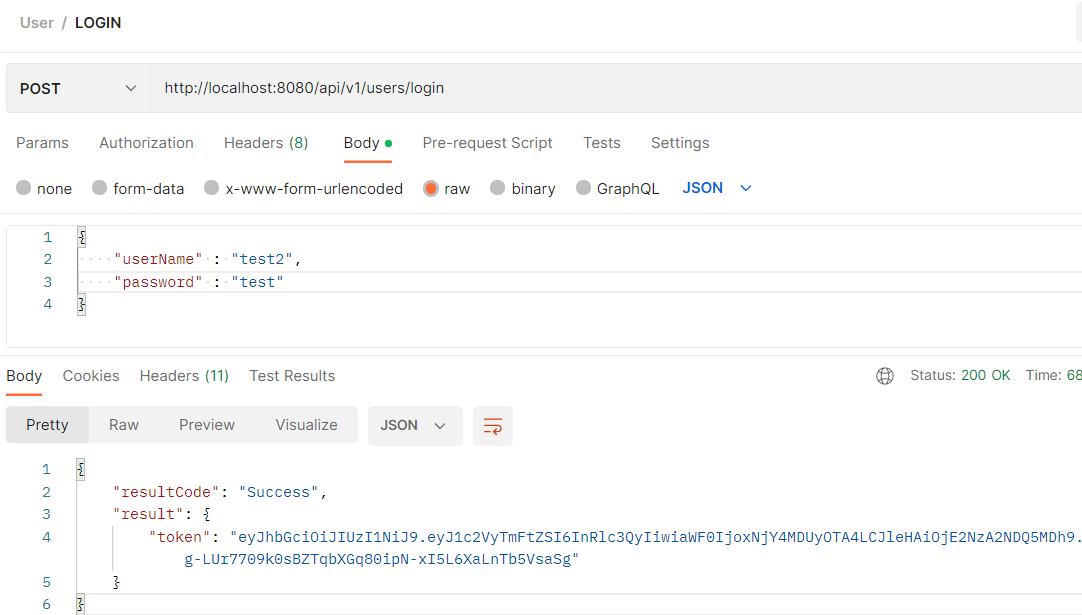 User / LOGIN
POST http://localhost:8080/api/v1/users/login
Params Authorization Headers (8) Body Pre-request Script Tests Settings
none form-data x-www-form-urlencoded raw binary GraphQL JSON
1 {
2 "userName" : "test2",
3 "password" : "test"
4 }
Body Cookies Headers (11) Test Results Status: 200 OK Time: 68
Pretty Raw Preview Visualize JSON
1 {
2 "resultCode": "Success",
3 "result": {
4 "token": "eyJhbGciOiJIUzI1NiJ9.eyJ1c2VyTmFtZSI6InRlc3QyIiwiaWF0IjoxNjY4MDUyOTA4LCJleHAiOjE2NzA2NDQ5MDh9.
g-LUr7709k0sBZTqbXGq80ipN-xI5L6XaLnTb5VsaSg"
5 }
6 }